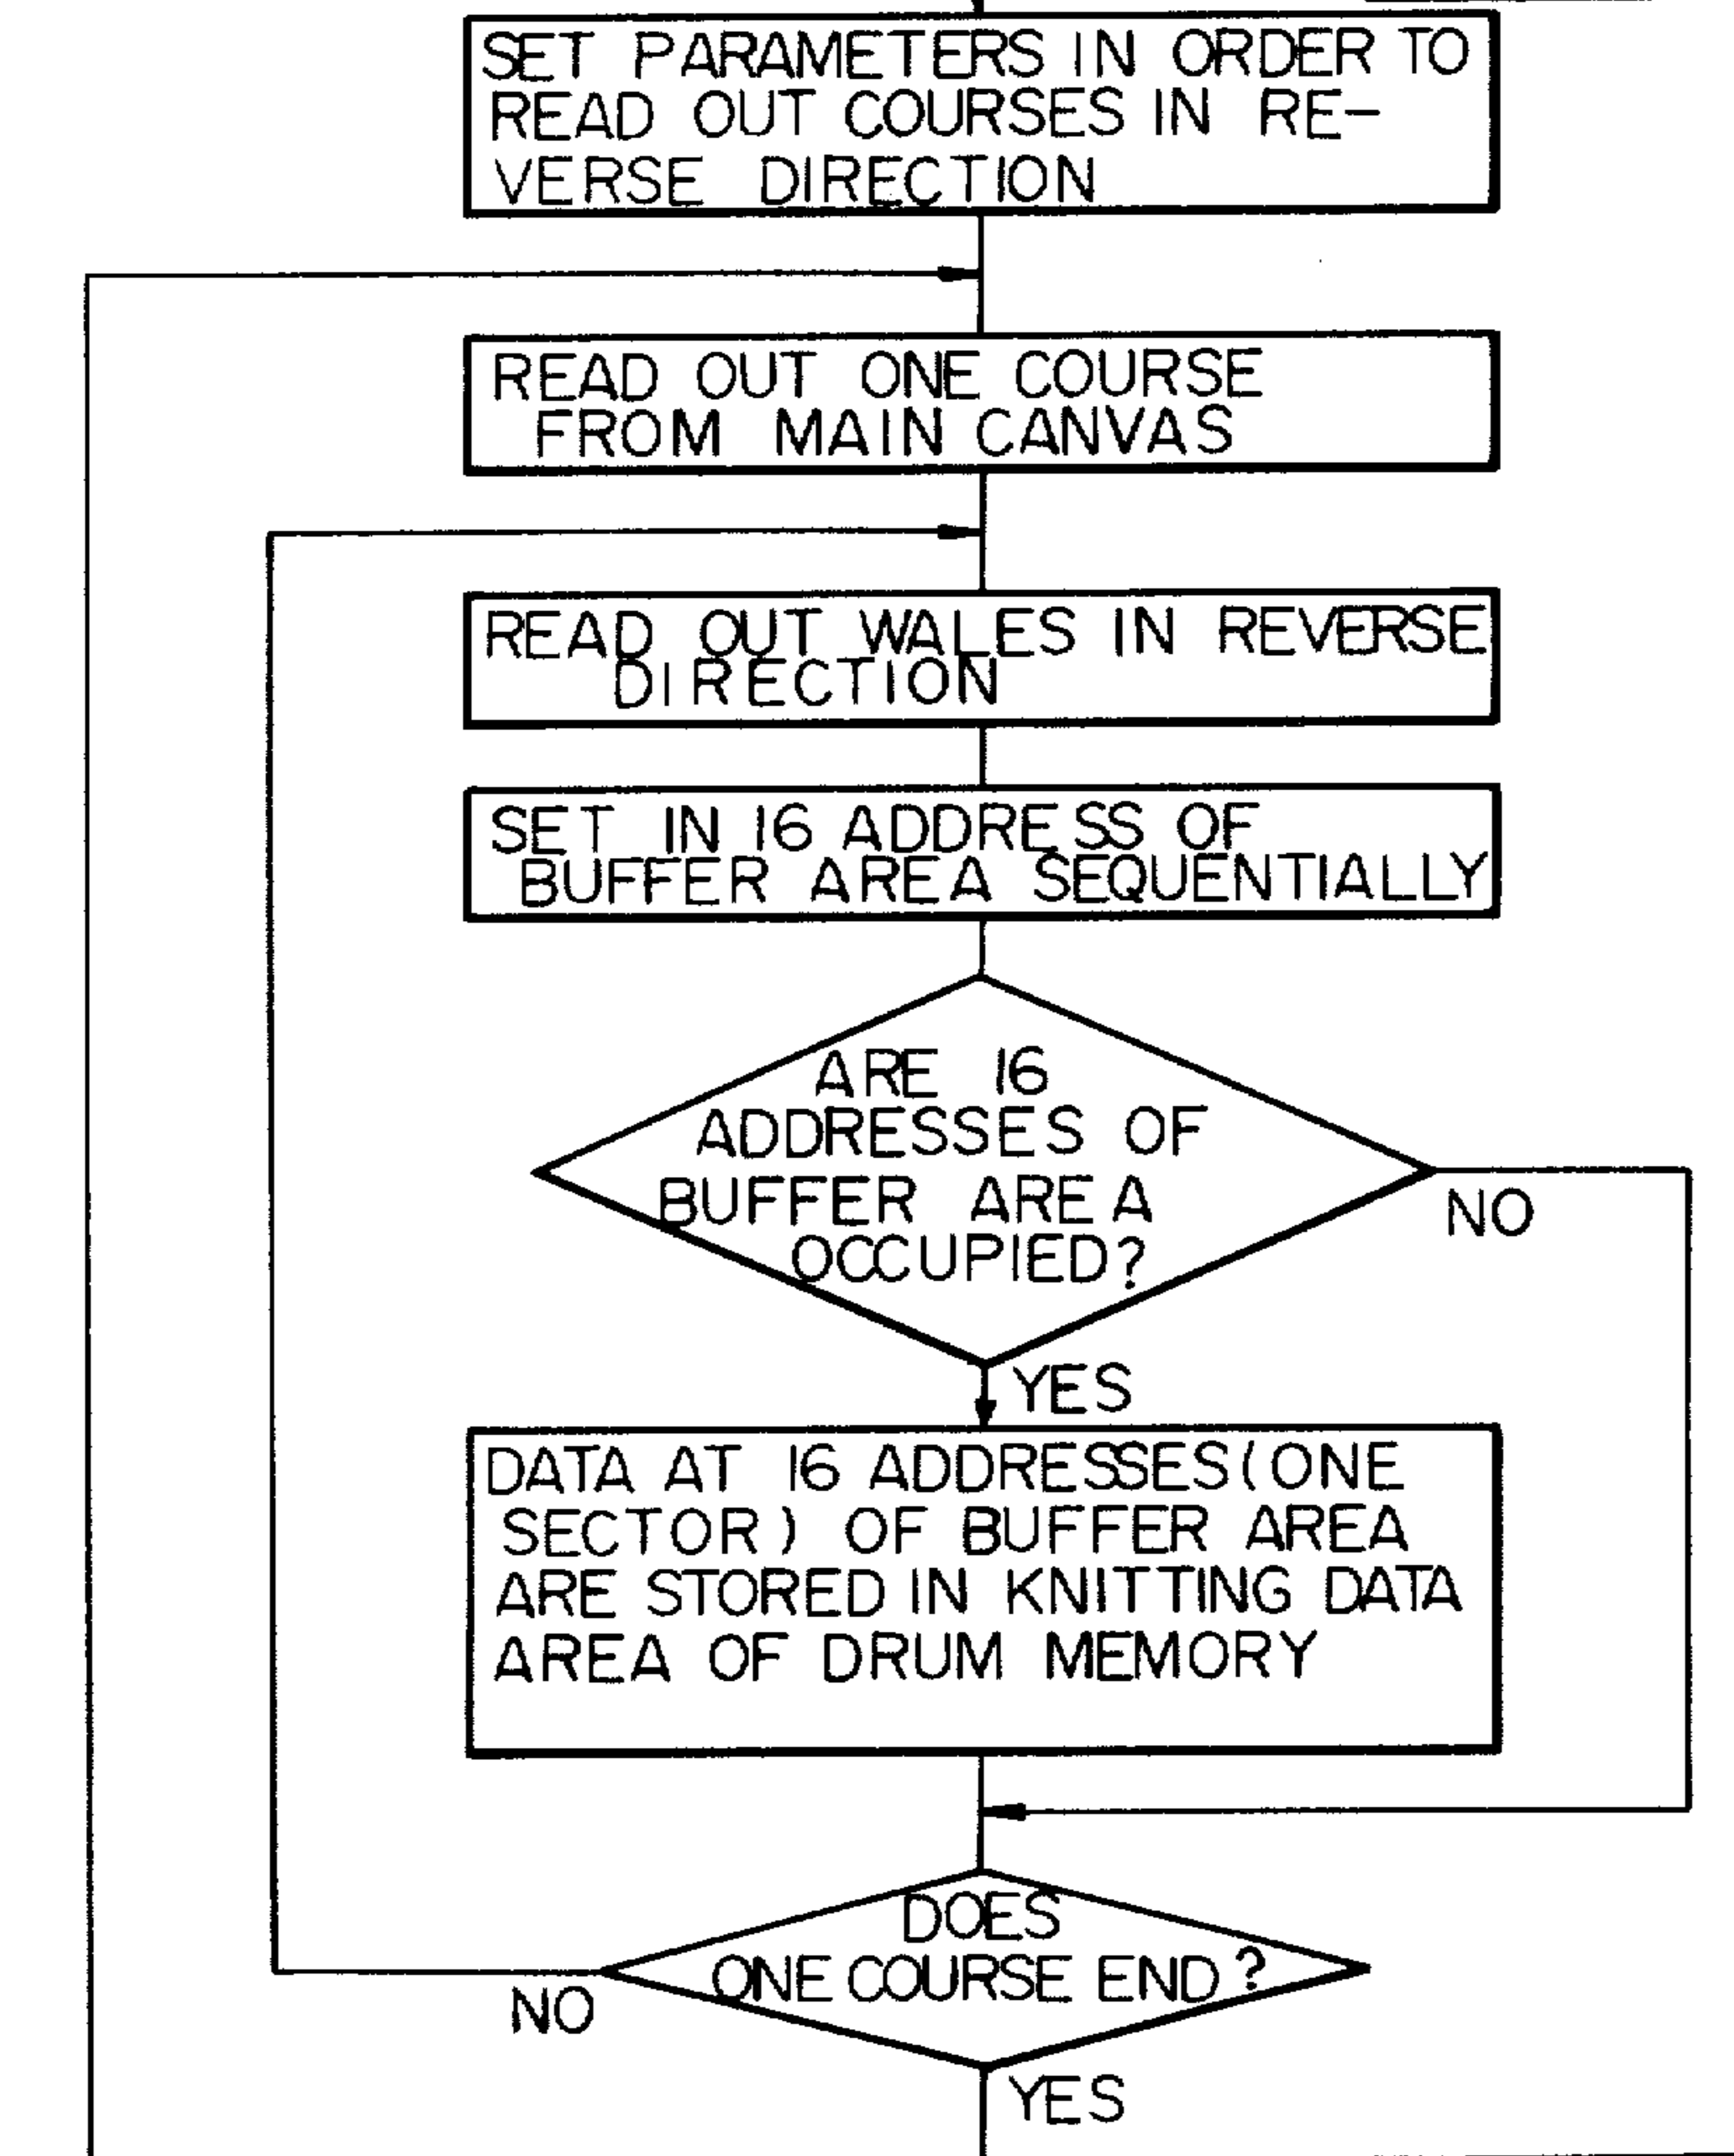 SET PARAMETERS IN ORDER TO
READ OUT COURSES IN RE-
VERSE DIRECTION
READ OUT ONE COURSE
FROM MAIN CANVAS
READ OUT WALES IN REVERSE
DIRECTION
SET IN 16 ADDRESS OF
BUFFER AREA SEQUENTIALLY
ARE 16
ADDRESSES OF
BUFFER AREA
OCCUPIED?
NO
YES
DATA AT 16 ADDRESSES(ONE
SECTOR) OF BUFFER AREA
ARE STORED IN KNITTING DATA
AREA OF DRUM MEMORY
DOES
ONE COURSE END?
NO
YES